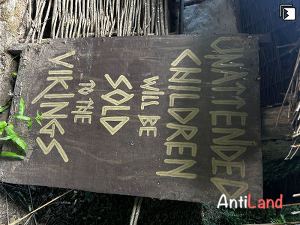 UNATTENDED
CHILDREN
WILL BE
SOLD
TO THE
VIKINGS
AntiLand